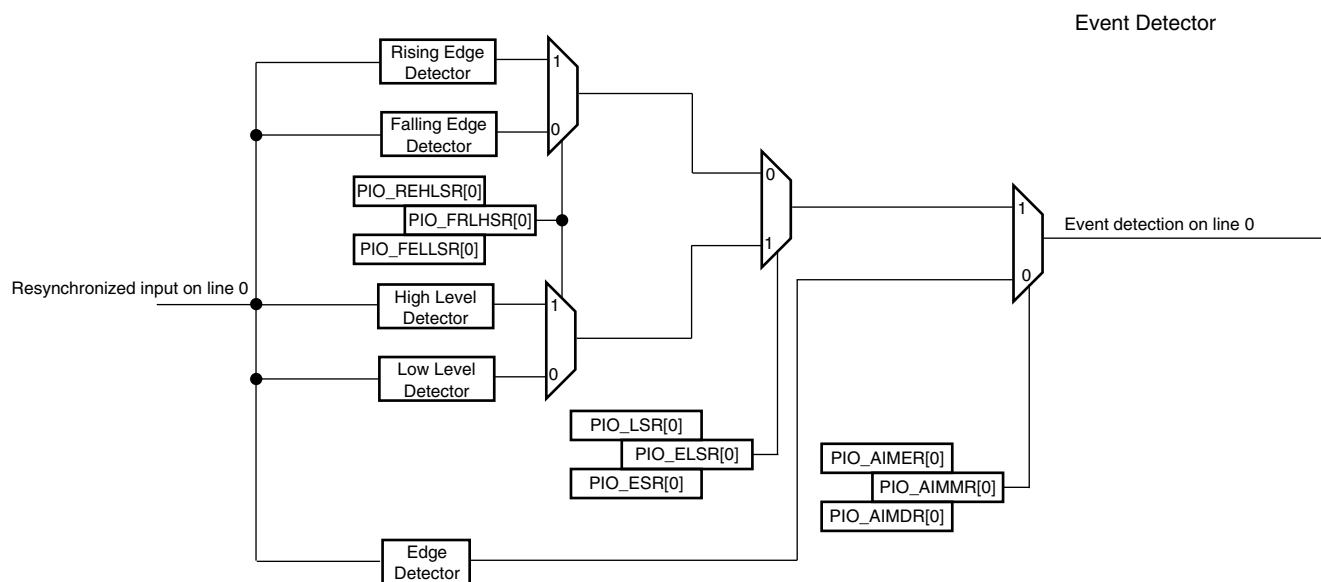 Event Detector
Rising Edge
Detector
1
Falling Edge
Detector
0
PIO_REHLSR[0]
PIO_FRLHSR[0]
PIO_FELLSR[0]
0
1
1
Event detection on line 0
0
Resynchronized input on line 0
High Level
Detector
1
Low Level
Detector
0
PIO_LSR[0]
PIO_ELSR[0]
PIO_ESR[0]
PIO_AIMER[0]
PIO_AIMMR[0]
PIO_AIMDR[0]
Edge
Detector